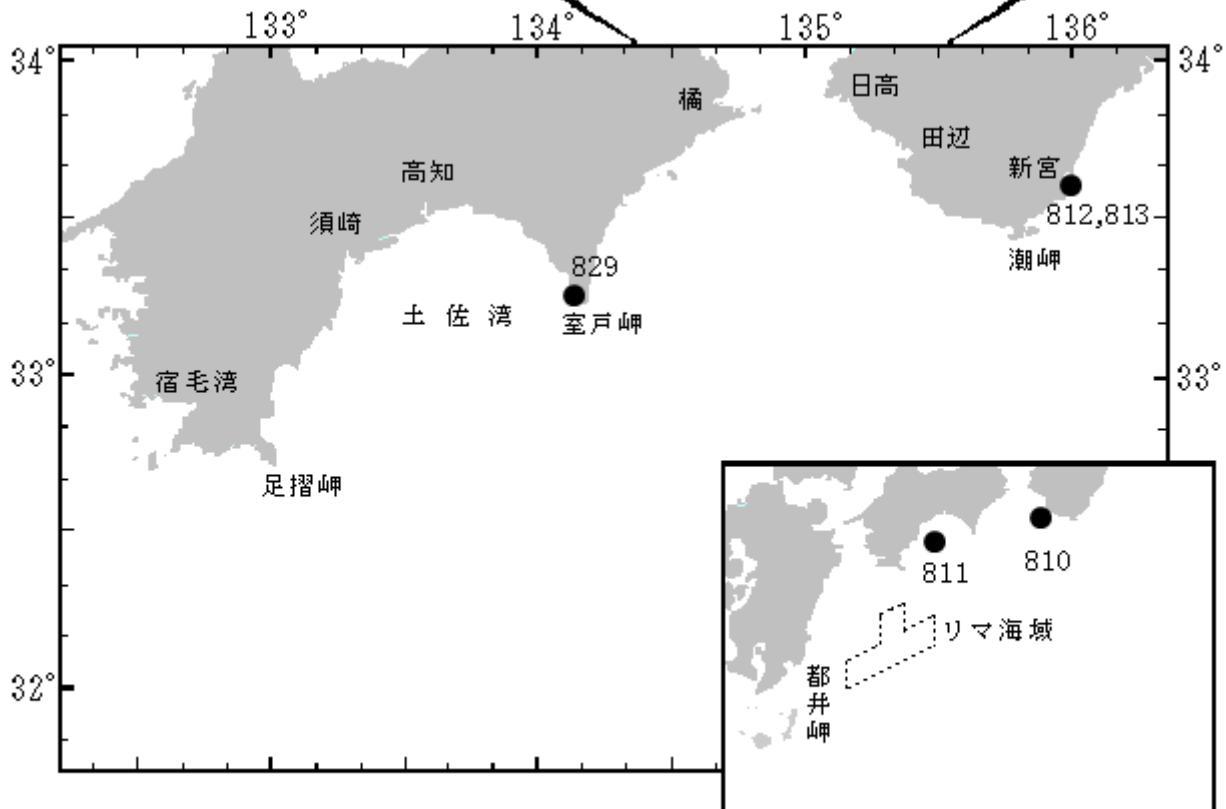 133° 134° 135° 136°
34° 34°
橘
日高
田辺
高知
新宮
須崎
812,813
829
潮岬
土佐湾
室戸岬
33° 33°
宿毛湾
足摺岬
811
810
リマ海域
32°
都井岬